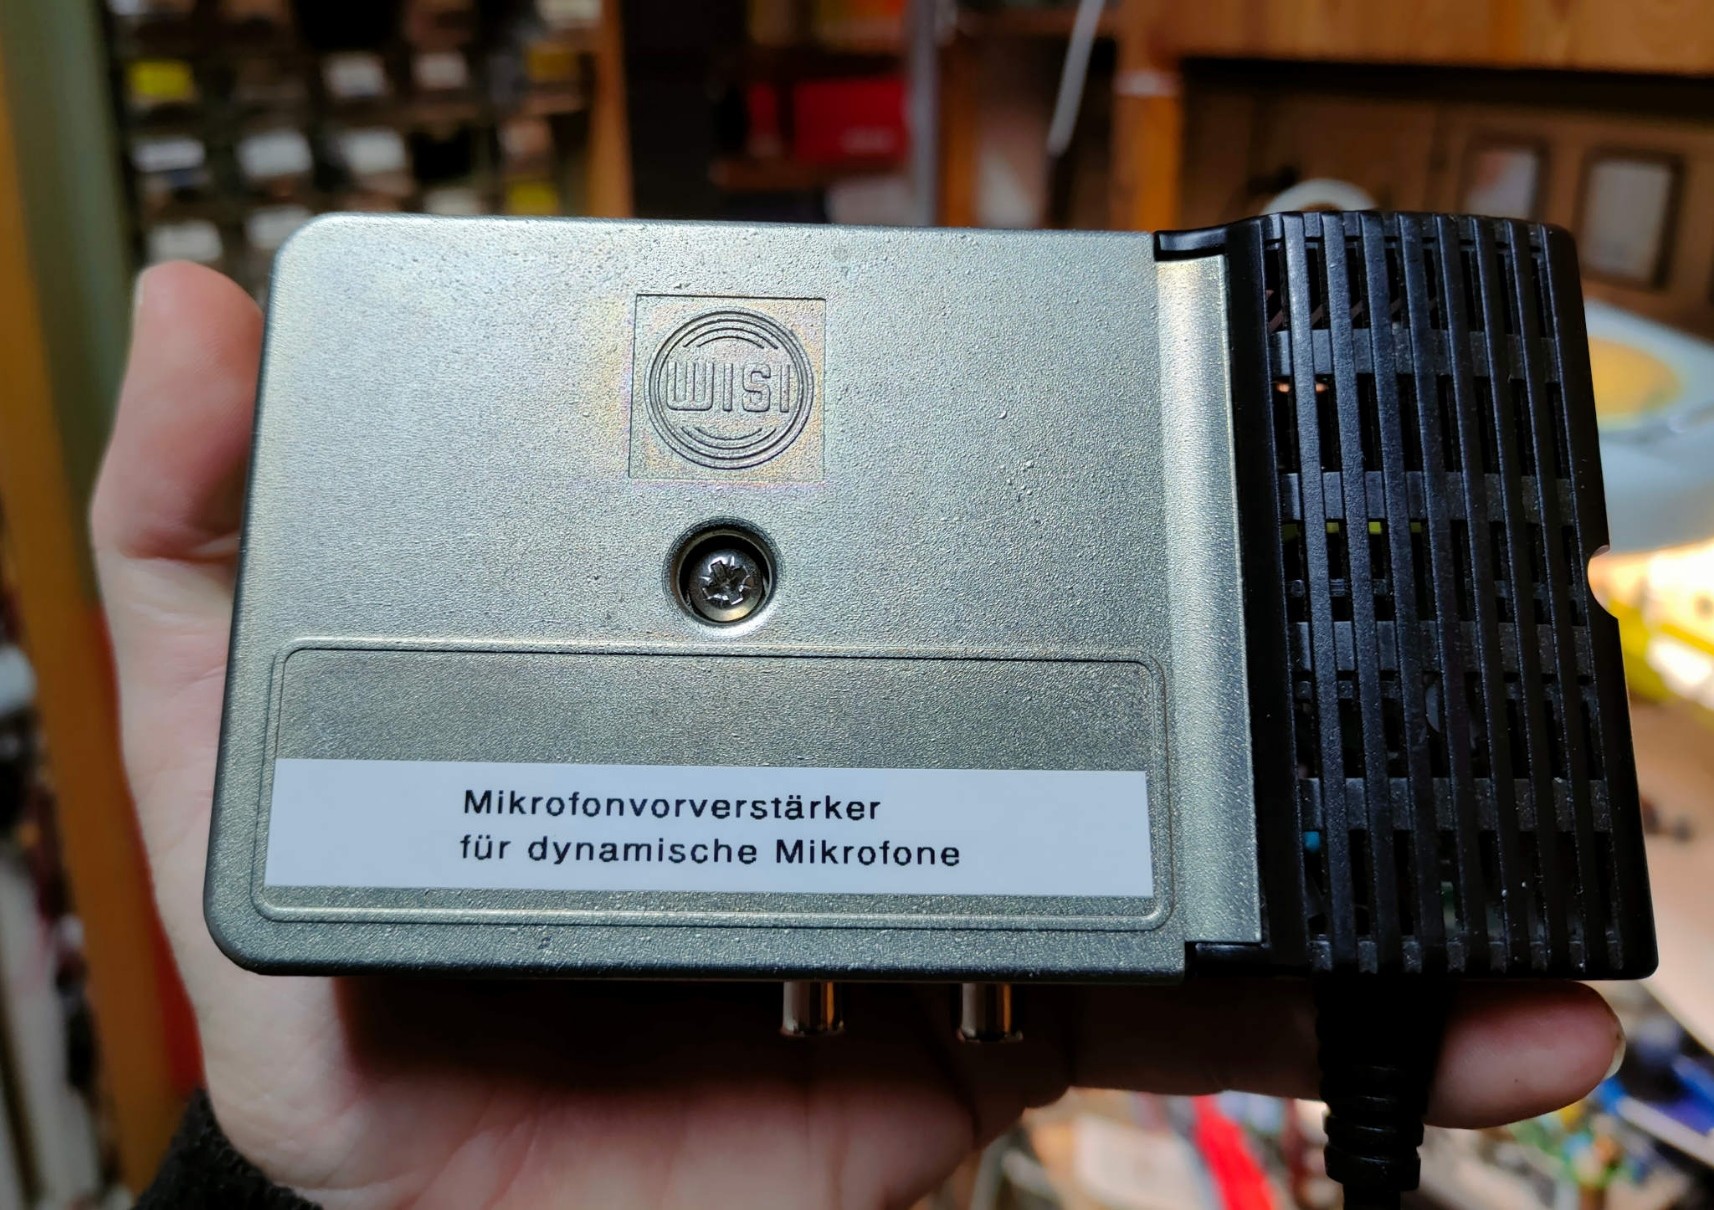 WISI
Mikrofonvorverstärker
für dynamische Mikrofone